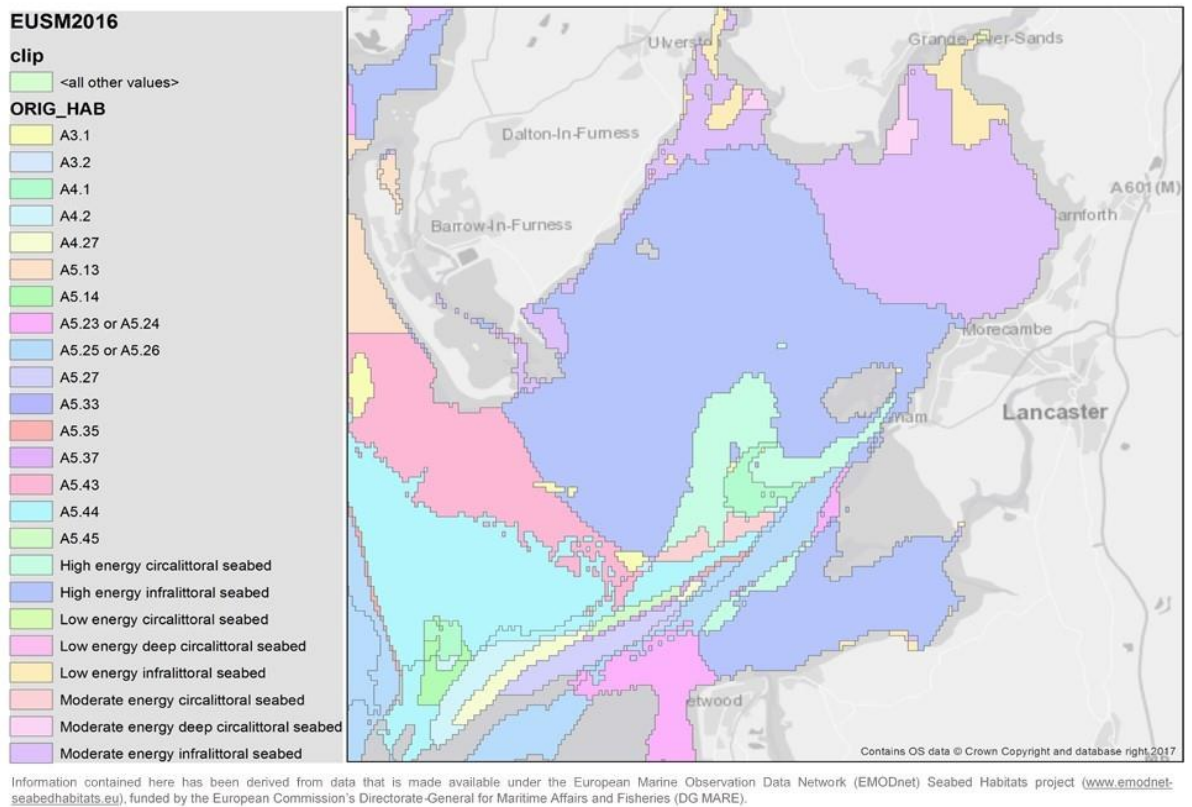 EUSM2016
clip
<all other values>
ORIG_HAB
A3.1
A3.2
A4.1
A4.2
A4.27
A5.13
A5.14
A5.23 or A5.24
A5.25 or A5.26
A5.27
A5.33
A5.35
A5.37
A5.43
A5.44
A5.45
High energy circalittoral seabed
High energy infralittoral seabed
Low energy circalittoral seabed
Low energy deep circalittoral seabed
Low energy infralittoral seabed
Moderate energy circalittoral seabed
Moderate energy deep circalittoral seabed
Moderate energy infralittoral seabed
Ulverston
Grange-Over-Sands
Dalton-In-Furness
A601(M)
arnforth
Barrow-In-Furness
Morecambe
Lancaster
etwood
Contains OS data © Crown Copyright and database right 2017
Information contained here has been derived from data that is made available under the European Marine Observation Data Network (EMODnet) Seabed Habitats project (www.emodnet-
seabedhabitats.eu), funded by the European Commission's Directorate-General for Maritime Affairs and Fisheries (DG MARE).